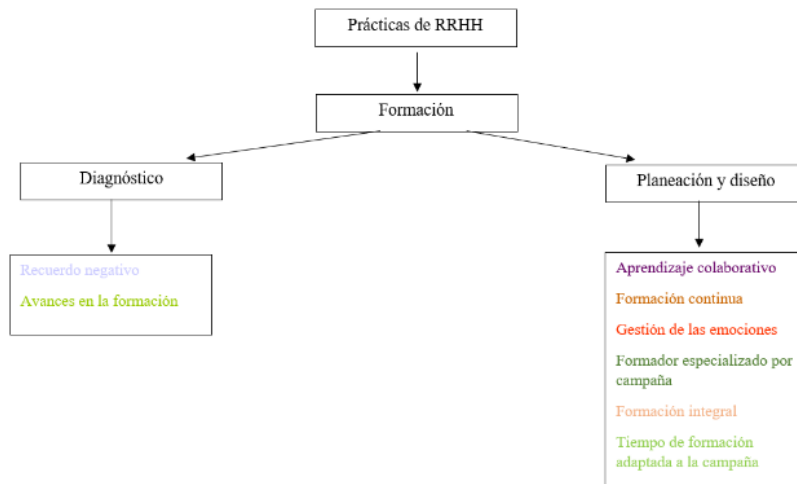 Prácticas de RRHH
Formación
Diagnóstico
Planeación y diseño
Recuerdo negativo
Avances en la formación
Aprendizaje colaborativo
Formación continua
Gestión de las emociones
Formador especializado por
campaña
Formación integral
Tiempo de formación
adaptada a la campaña